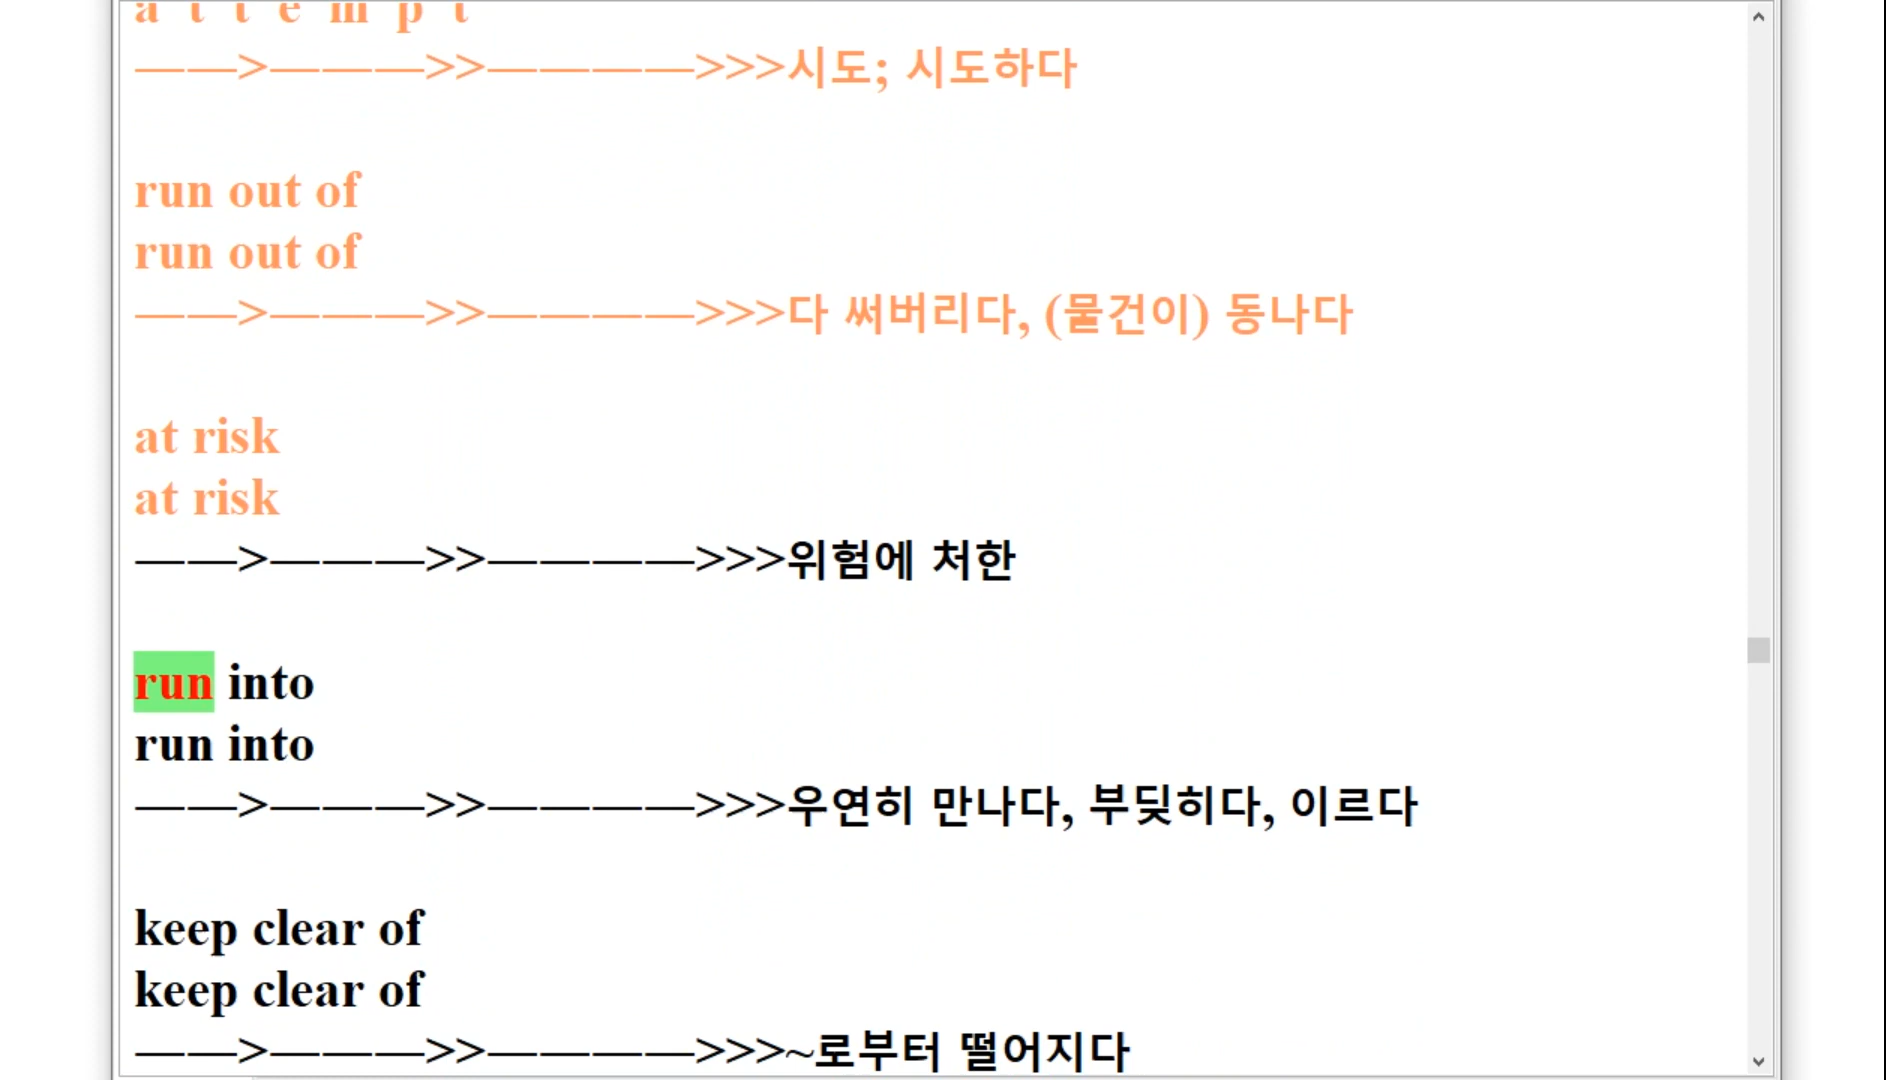 a t t e m p t
——>———>>————>>>시도; 시도하다
run out of
run out of
——>———>>————>>>다 써버리다, (물건이) 동나다
at risk
at risk
——>———>>————>>>위험에 처한
run into
run into
——>———>>————>>>우연히 만나다, 부딪히다, 이르다
keep clear of
keep clear of
——>———>>————>>>~로부터 떨어지다